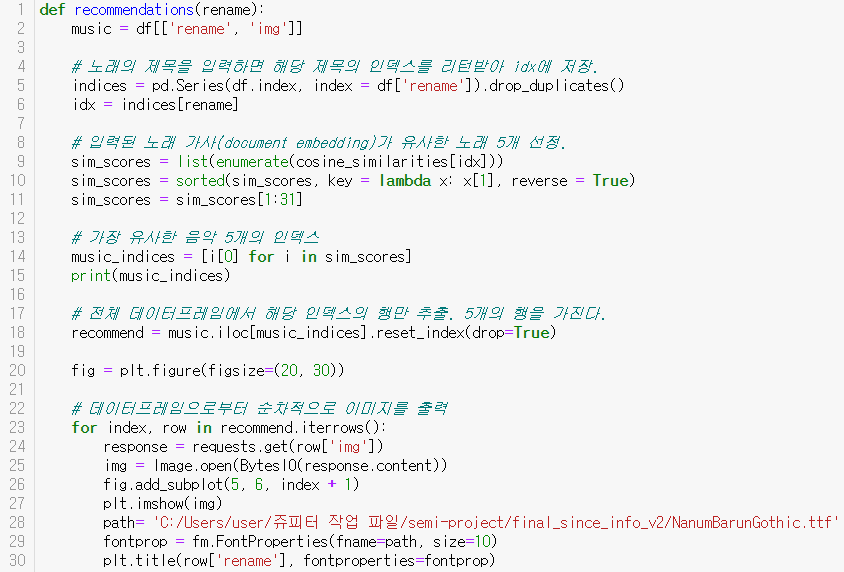 1 def recommendations(rename):
2     music = df[['rename', 'img']]
3
4     # 노래의 제목을 입력하면 해당 제목의 인덱스를 리턴받아 idx에 저장.
5     indices = pd.Series(df.index, index = df['rename']).drop_duplicates()
6     idx = indices[rename]
7
8     # 입력된 노래 가사(document embedding)가 유사한 노래 5개 선정.
9     sim_scores = list(enumerate(cosine_similarities[idx]))
10     sim_scores = sorted(sim_scores, key = lambda x: x[1], reverse = True)
11     sim_scores = sim_scores[1:31]
12
13     # 가장 유사한 음악 5개의 인덱스
14     music_indices = [i[0] for i in sim_scores]
15     print(music_indices)
16
17     # 전체 데이터프레임에서 해당 인덱스의 행만 추출. 5개의 행을 가진다.
18     recommend = music.iloc[music_indices].reset_index(drop=True)
19
20     fig = plt.figure(figsize=(20, 30))
21
22     # 데이터프레임으로부터 순차적으로 이미지를 출력
23     for index, row in recommend.iterrows():
24         response = requests.get(row['img'])
25         img = Image.open(BytesIO(response.content))
26         fig.add_subplot(5, 6, index + 1)
27         plt.imshow(img)
28         path= 'C:/Users/user/쥬피터 작업 파일/semi-project/final_since_info_v2/NanumBarunGothic.ttf'
29         fontprop = fm.FontProperties(fname=path, size=10)
30         plt.title(row['rename'], fontproperties=fontprop)